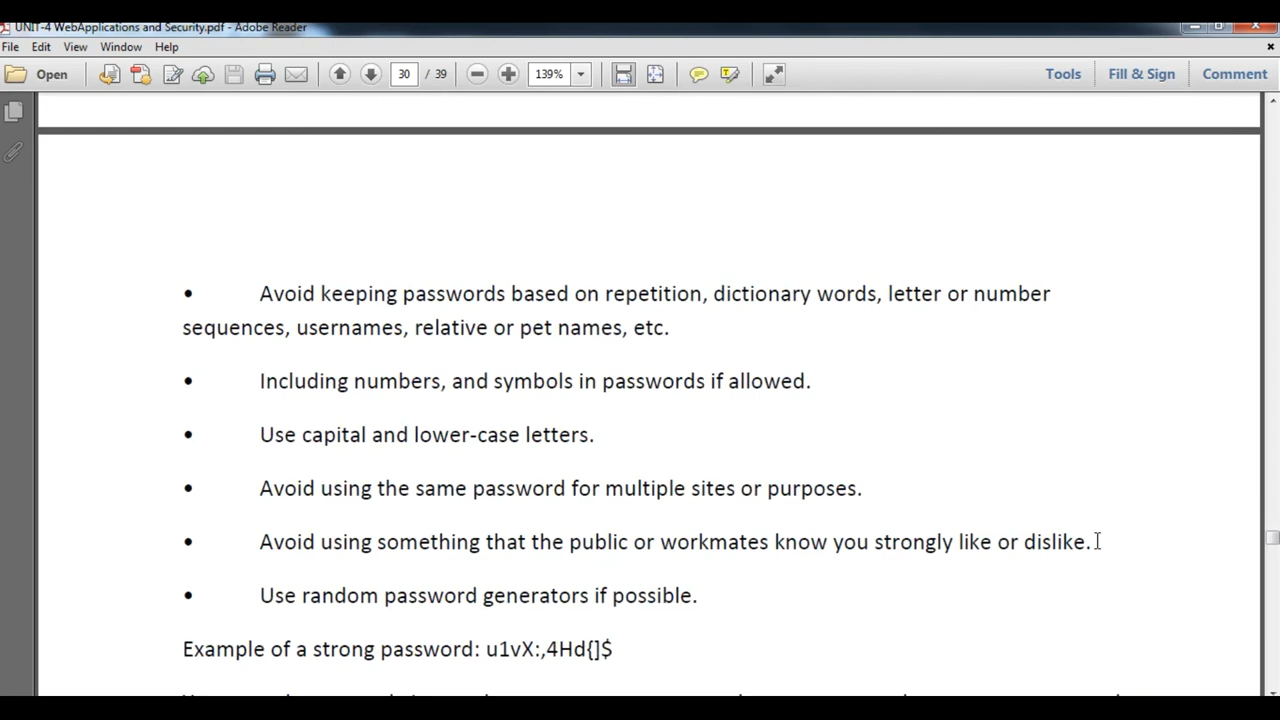 UNIT-4 WebApplications and Security.pdf - Adobe Reader
File Edit View Window Help
Open 30 / 39 139% Tools Fill & Sign Comment
• Avoid keeping passwords based on repetition, dictionary words, letter or number
sequences, usernames, relative or pet names, etc.
• Including numbers, and symbols in passwords if allowed.
• Use capital and lower-case letters.
• Avoid using the same password for multiple sites or purposes.
• Avoid using something that the public or workmates know you strongly like or dislike.
• Use random password generators if possible.
Example of a strong password: u1vX:,4Hd{]$